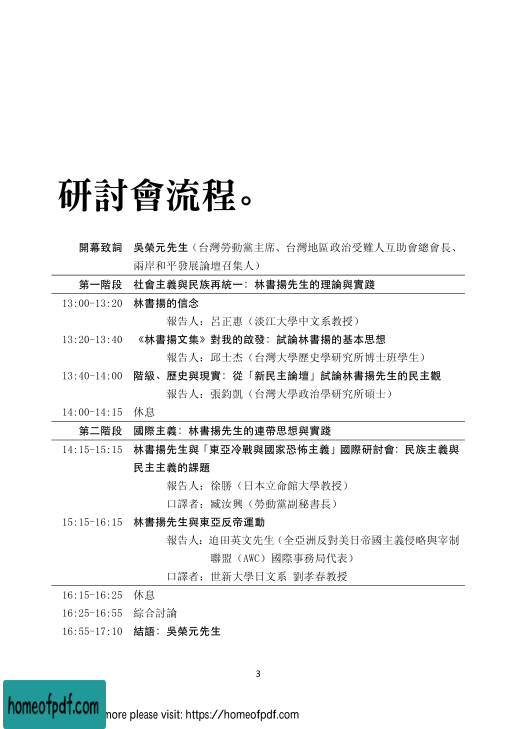 研討會流程。
開幕致詞 吳榮元先生（台灣勞動黨主席、台灣地區政治受難人互助會總會長、
兩岸和平發展論壇召集人）
第一階段 社會主義與民族再統一：林書揚先生的理論與實踐
13:00-13:20 林書揚的信念
報告人：呂正惠（淡江大學中文系教授）
13:20-13:40 《林書揚文集》對我的啟發：試論林書揚的基本思想
報告人：邱士杰（台灣大學歷史學研究所博士班學生）
13:40-14:00 階級、歷史與現實：從「新民主論壇」試論林書揚先生的民主觀
報告人：張鈞凱（台灣大學政治學研究所碩士）
14:00-14:15 休息
第二階段 國際主義：林書揚先生的連帶思想與實踐
14:15-15:15 林書揚先生與「東亞冷戰與國家恐怖主義」國際研討會：民族主義與
民主主義的課題
報告人：徐勝（日本立命館大學教授）
口譯者：臧汝興（勞動黨副秘書長）
15:15-16:15 林書揚先生與東亞反帝運動
報告人：迫田英文先生（全亞洲反對美日帝國主義侵略與宰制
聯盟（AWC）國際事務局代表）
口譯者：世新大學日文系 劉孝春教授
16:15-16:25 休息
16:25-16:55 綜合討論
16:55-17:10 結語：吳榮元先生
3
homeofpdf.com
more please visit: https://homeofpdf.com